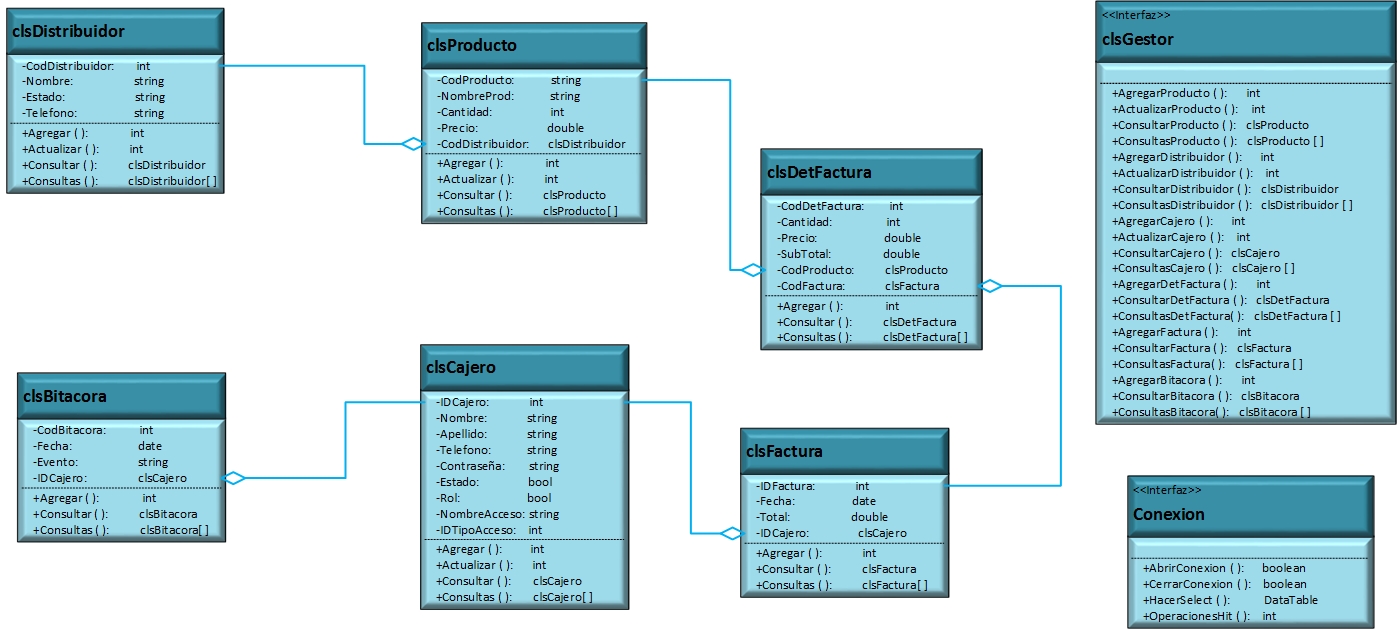 clsDistribuidor
-CodDistribuidor: int
-Nombre: string
-Estado: string
-Telefono: string
+Agregar ( ): int
+Actualizar ( ): int
+Consultar ( ): clsDistribuidor
+Consultas ( ): clsDistribuidor[ ]
clsProducto
-CodProducto: string
-NombreProd: string
-Cantidad: int
-Precio: double
-CodDistribuidor: clsDistribuidor
+Agregar ( ): int
+Actualizar ( ): int
+Consultar ( ): clsProducto
+Consultas ( ): clsProducto[ ]
clsDetFactura
-CodDetFactura: int
-Cantidad: int
-Precio: double
-SubTotal: double
-CodProducto: clsProducto
-CodFactura: clsFactura
+Agregar ( ): int
+Consultar ( ): clsDetFactura
+Consultas ( ): clsDetFactura[ ]
<<Interfaz>>
clsGestor
+AgregarProducto ( ): int
+ActualizarProducto ( ): int
+ConsultarProducto ( ): clsProducto
+ConsultasProducto ( ): clsProducto [ ]
+AgregarDistribuidor ( ): int
+ActualizarDistribuidor ( ): int
+ConsultarDistribuidor ( ): clsDistribuidor
+ConsultasDistribuidor ( ): clsDistribuidor [ ]
+AgregarCajero ( ): int
+ActualizarCajero ( ): int
+ConsultarCajero ( ): clsCajero
+ConsultasCajero ( ): clsCajero [ ]
+AgregarDetFactura ( ): int
+ConsultarDetFactura ( ): clsDetFactura
+ConsultasDetFactura( ): clsDetFactura [ ]
+AgregarFactura ( ): int
+ConsultarFactura ( ): clsFactura
+ConsultasFactura( ): clsFactura [ ]
+AgregarBitacora ( ): int
+ConsultarBitacora ( ): clsBitacora
+ConsultasBitacora( ): clsBitacora [ ]
clsBitacora
-CodBitacora: int
-Fecha: date
-Evento: string
-IDCajero: clsCajero
+Agregar ( ): int
+Consultar ( ): clsBitacora
+Consultas ( ): clsBitacora[ ]
clsCajero
-IDCajero: int
-Nombre: string
-Apellido: string
-Telefono: string
-Contraseña: string
-Estado: bool
-Rol: bool
-NombreAcceso: string
-IDTipoAcceso: int
+Agregar ( ): int
+Actualizar ( ): int
+Consultar ( ): clsCajero
+Consultas ( ): clsCajero[ ]
clsFactura
-IDFactura: int
-Fecha: date
-Total: double
-IDCajero: clsCajero
+Agregar ( ): int
+Consultar ( ): clsFactura
+Consultas ( ): clsFactura[ ]
<<Interfaz>>
Conexion
+AbrirConexion ( ): boolean
+CerrarConexion ( ): boolean
+HacerSelect ( ): DataTable
+OperacionesHit ( ): int